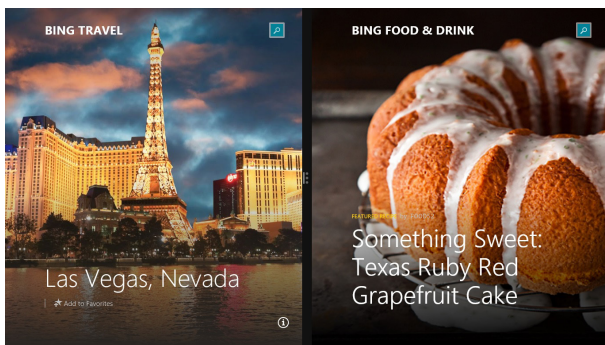 BING TRAVEL
Las Vegas, Nevada
Add to Favorites
BING FOOD & DRINK
Something Sweet:
Texas Ruby Red
Grapefruit Cake